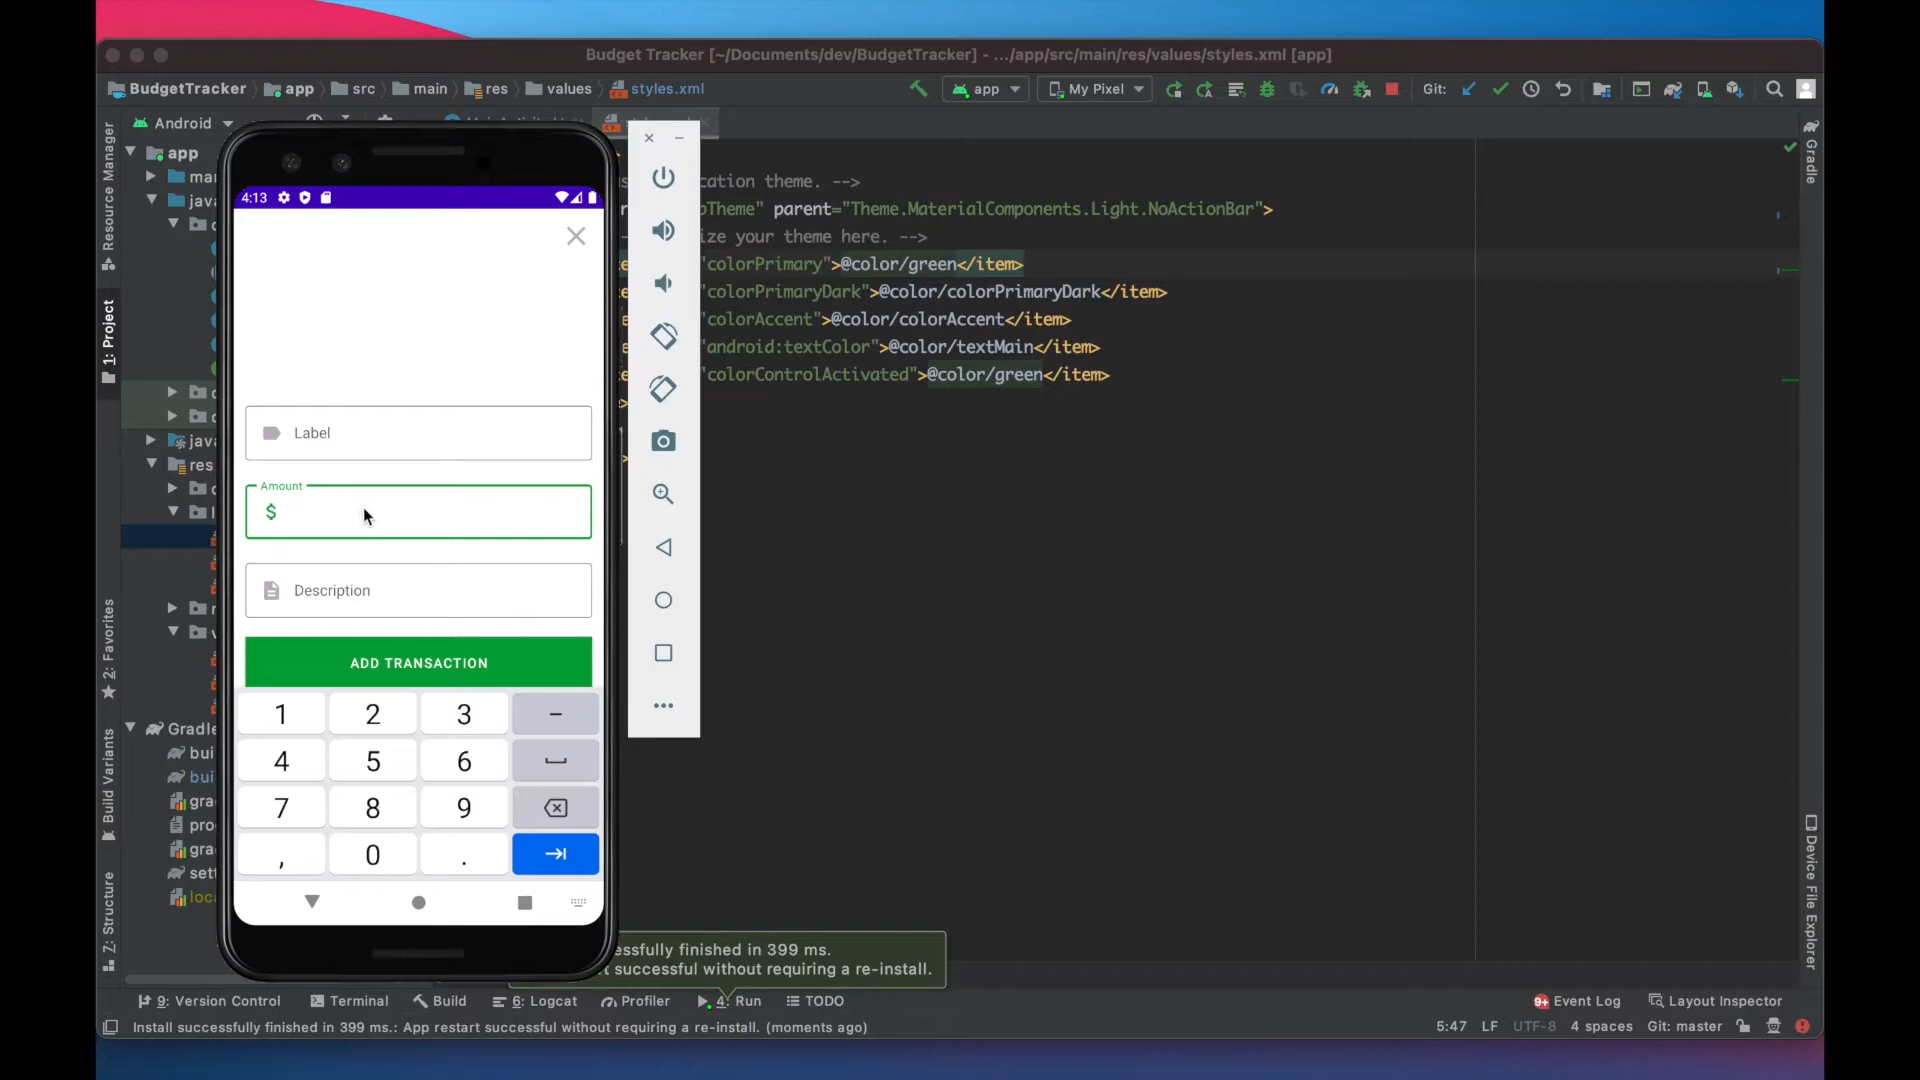 Budget Tracker [~/Documents/dev/BudgetTracker] - .../app/src/main/res/values/styles.xml [app]
BudgetTracker app src main res values styles.xml app My Pixel Git:
Android
app
java
4:13
Label
Amount
$
Description
ADD TRANSACTION
1 2 3 –
4 5 6
7 8 9
, 0 .
cation theme. -->
Theme" parent="Theme.MaterialComponents.Light.NoActionBar">
ize your theme here. -->
"colorPrimary">@color/green</item>
"colorPrimaryDark">@color/colorPrimaryDark</item>
"colorAccent">@color/colorAccent</item>
"android:textColor">@color/textMain</item>
"colorControlActivated">@color/green</item>
res
Resource Manager
1: Project
2: Favorites
Build Variants
7: Structure
Gradle
Device File Explorer
essfully finished in 399 ms.
successful without requiring a re-install.
9: Version Control Terminal Build 6: Logcat Profiler 4: Run TODO 9+ Event Log Layout Inspector
Install successfully finished in 399 ms.: App restart successful without requiring a re-install. (moments ago) 5:47 LF UTF-8 4 spaces Git: master